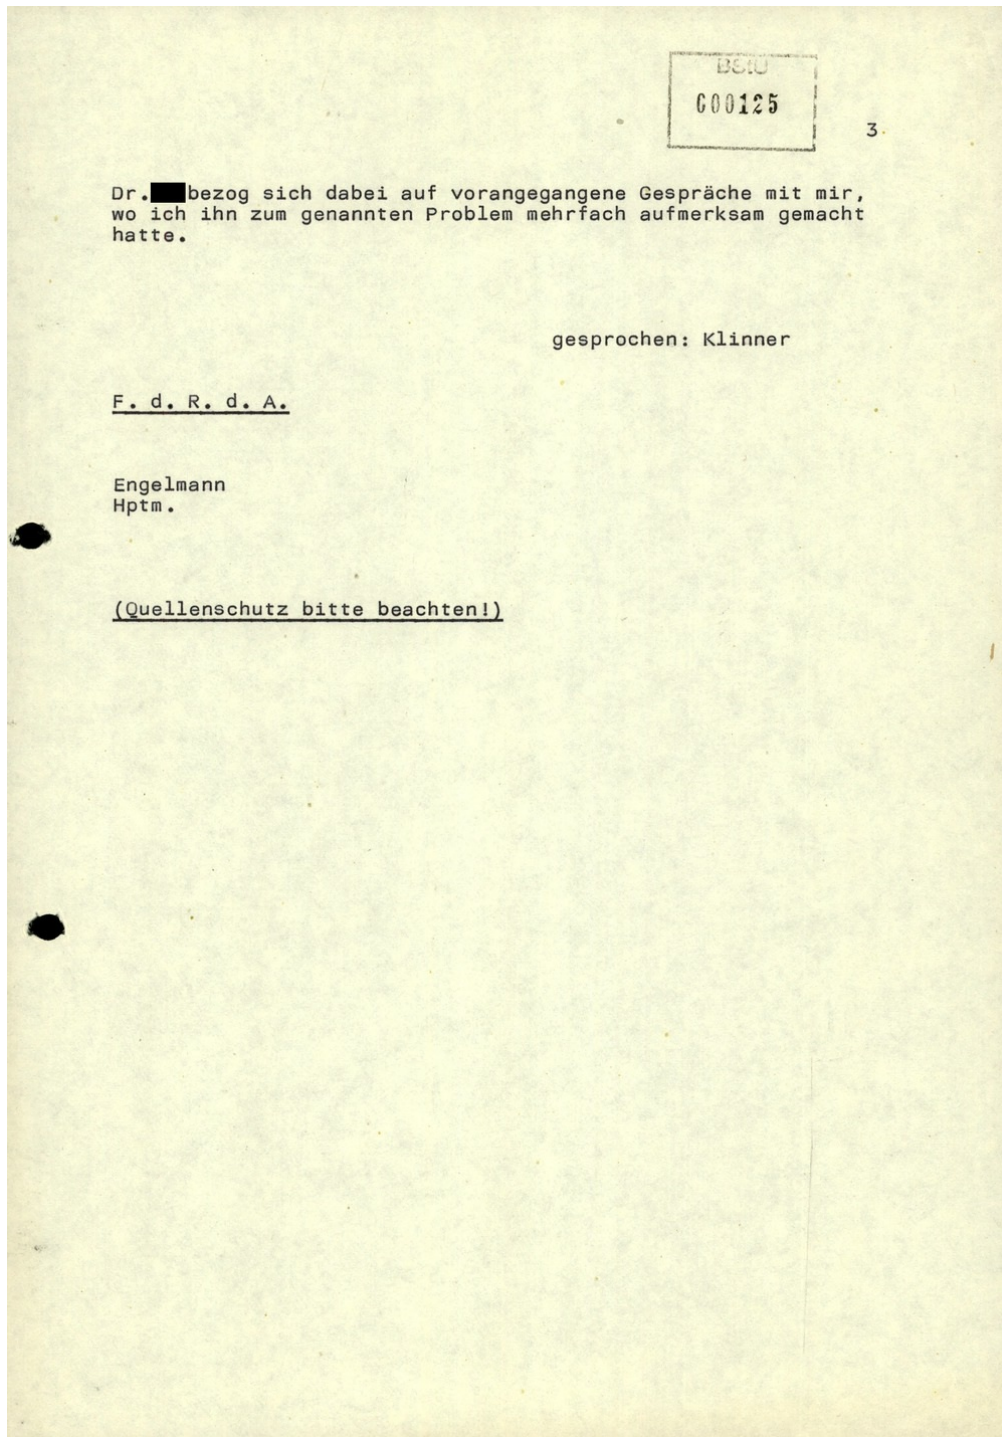 BStU
000125
3
Dr. bezog sich dabei auf vorangegangene Gespräche mit mir,
wo ich ihn zum genannten Problem mehrfach aufmerksam gemacht
hatte.
gesprochen: Klinner
F. d. R. d. A.
Engelmann
Hptm.
(Quellenschutz bitte beachten!)